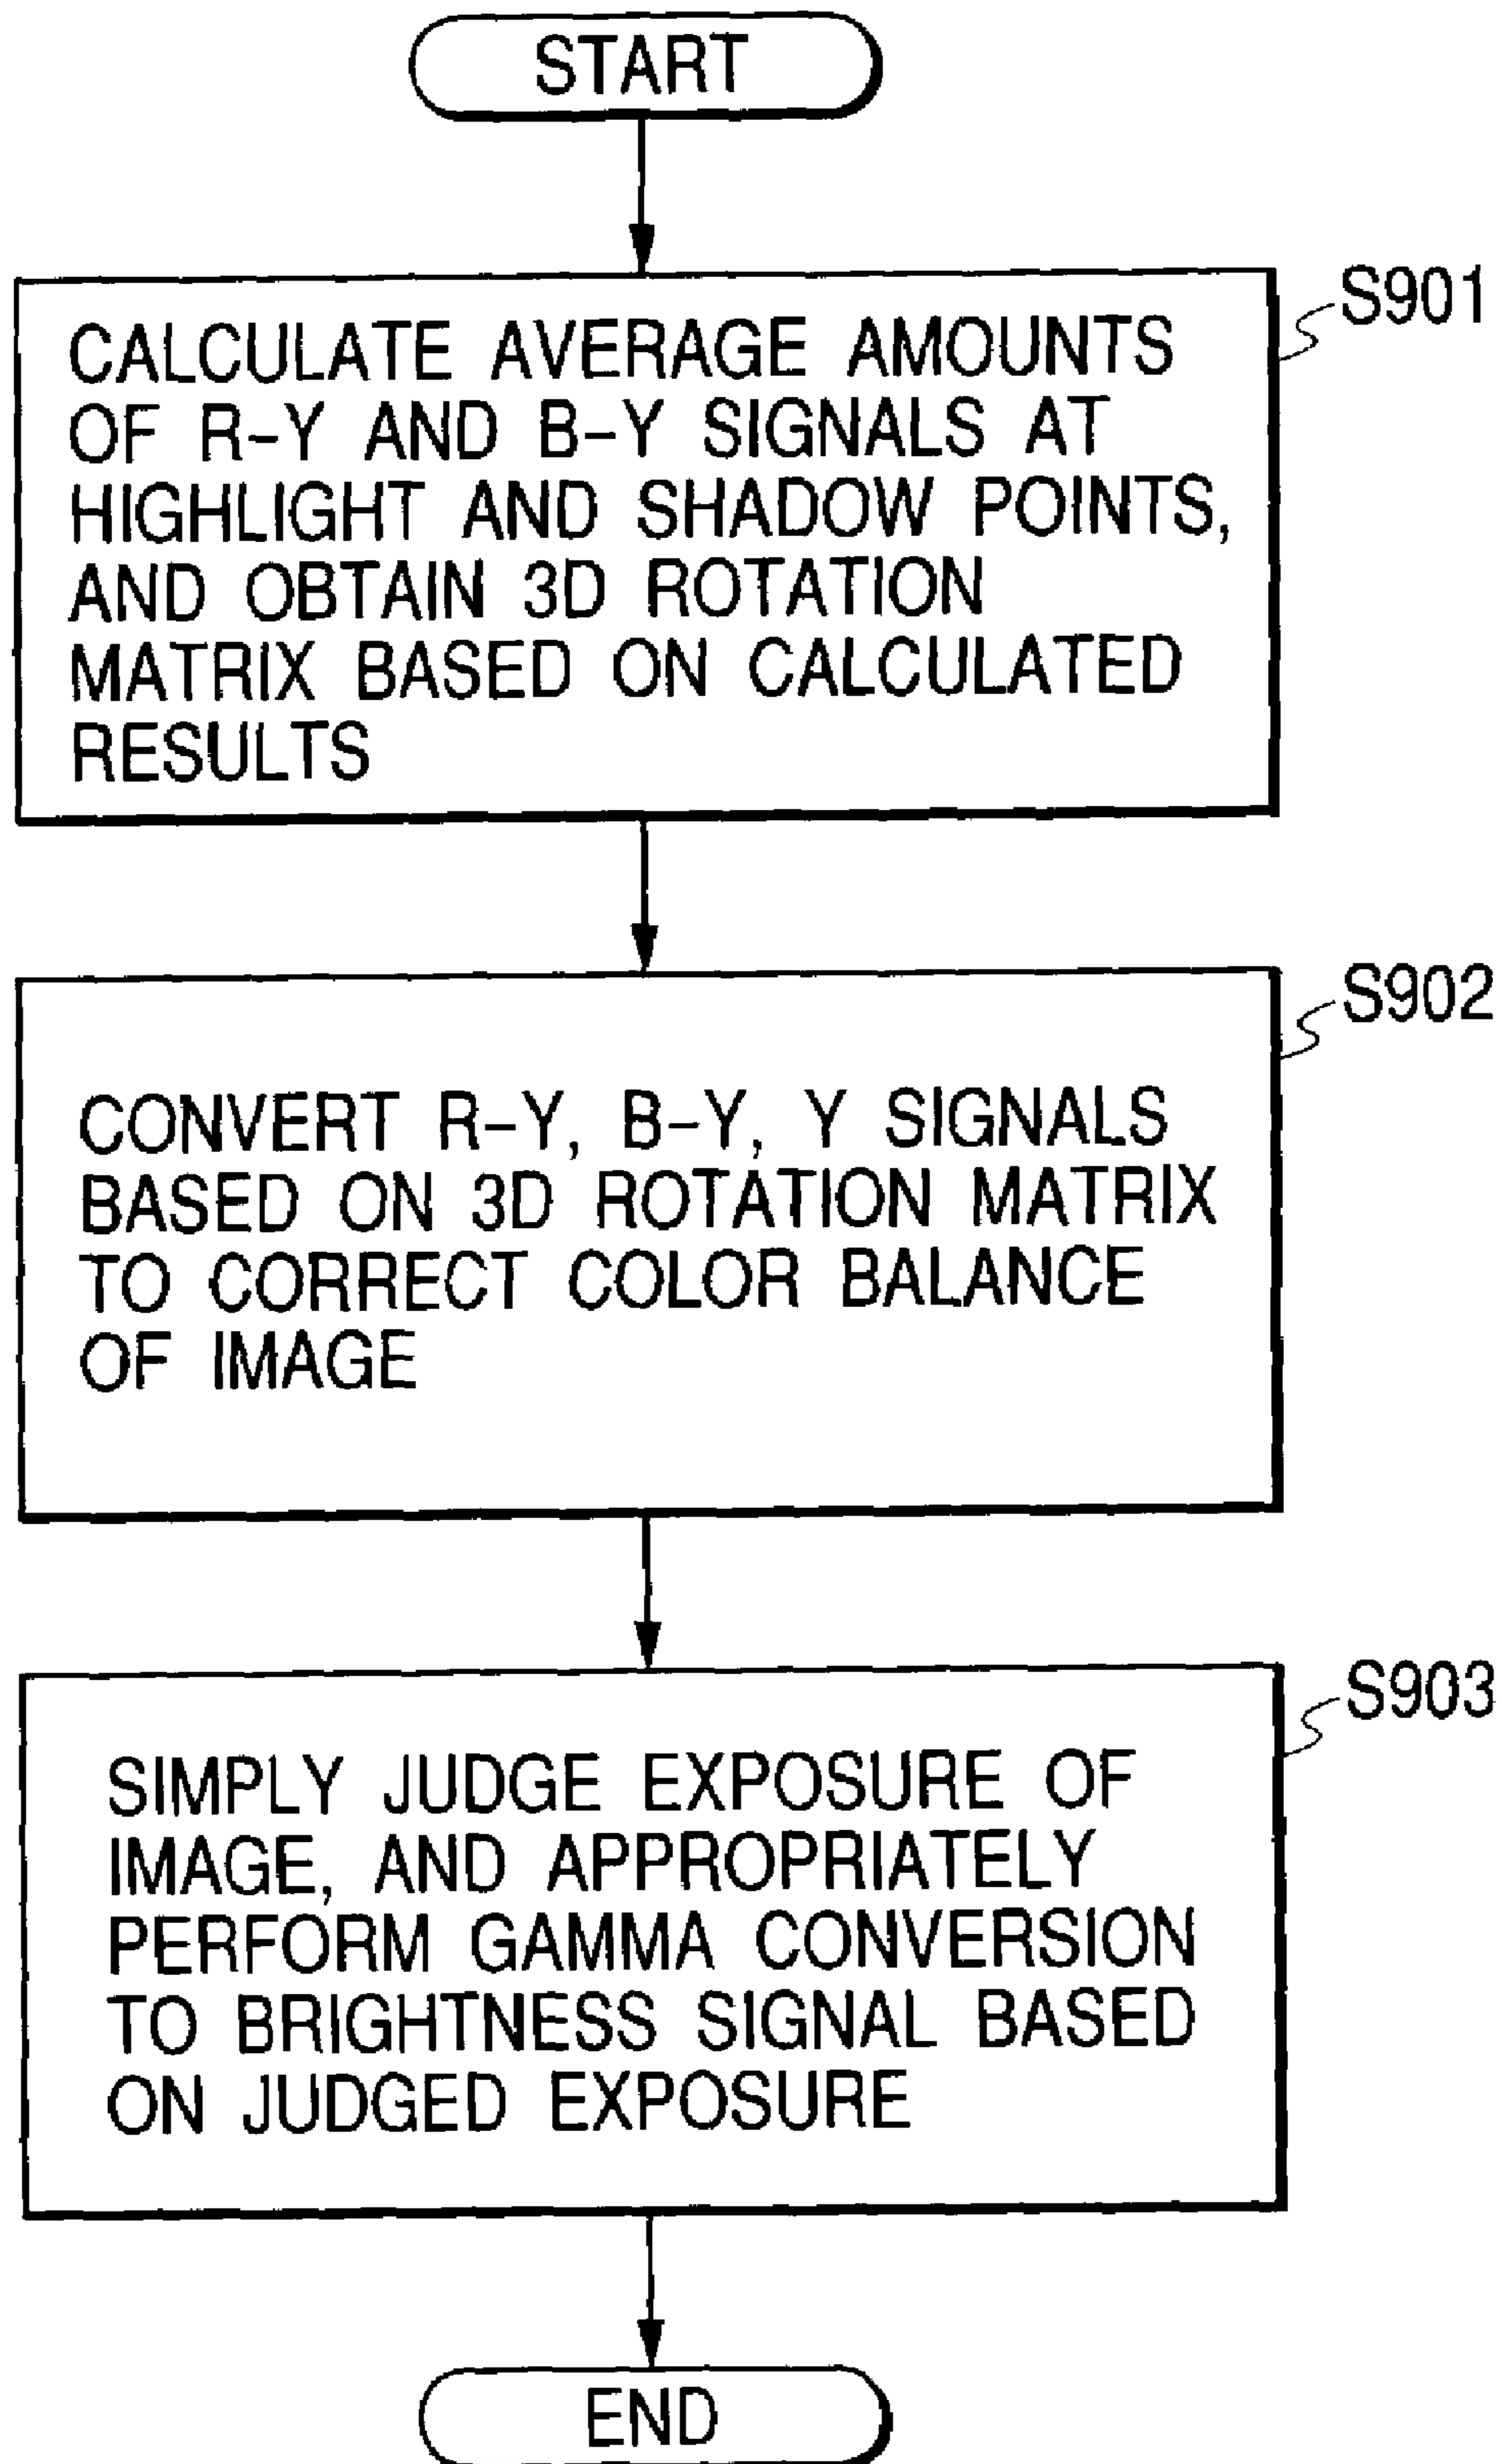 START
S901
CALCULATE AVERAGE AMOUNTS
OF R-Y AND B-Y SIGNALS AT
HIGHLIGHT AND SHADOW POINTS,
AND OBTAIN 3D ROTATION
MATRIX BASED ON CALCULATED
RESULTS
S902
CONVERT R-Y, B-Y, Y SIGNALS
BASED ON 3D ROTATION MATRIX
TO CORRECT COLOR BALANCE
OF IMAGE
S903
SIMPLY JUDGE EXPOSURE OF
IMAGE, AND APPROPRIATELY
PERFORM GAMMA CONVERSION
TO BRIGHTNESS SIGNAL BASED
ON JUDGED EXPOSURE
END